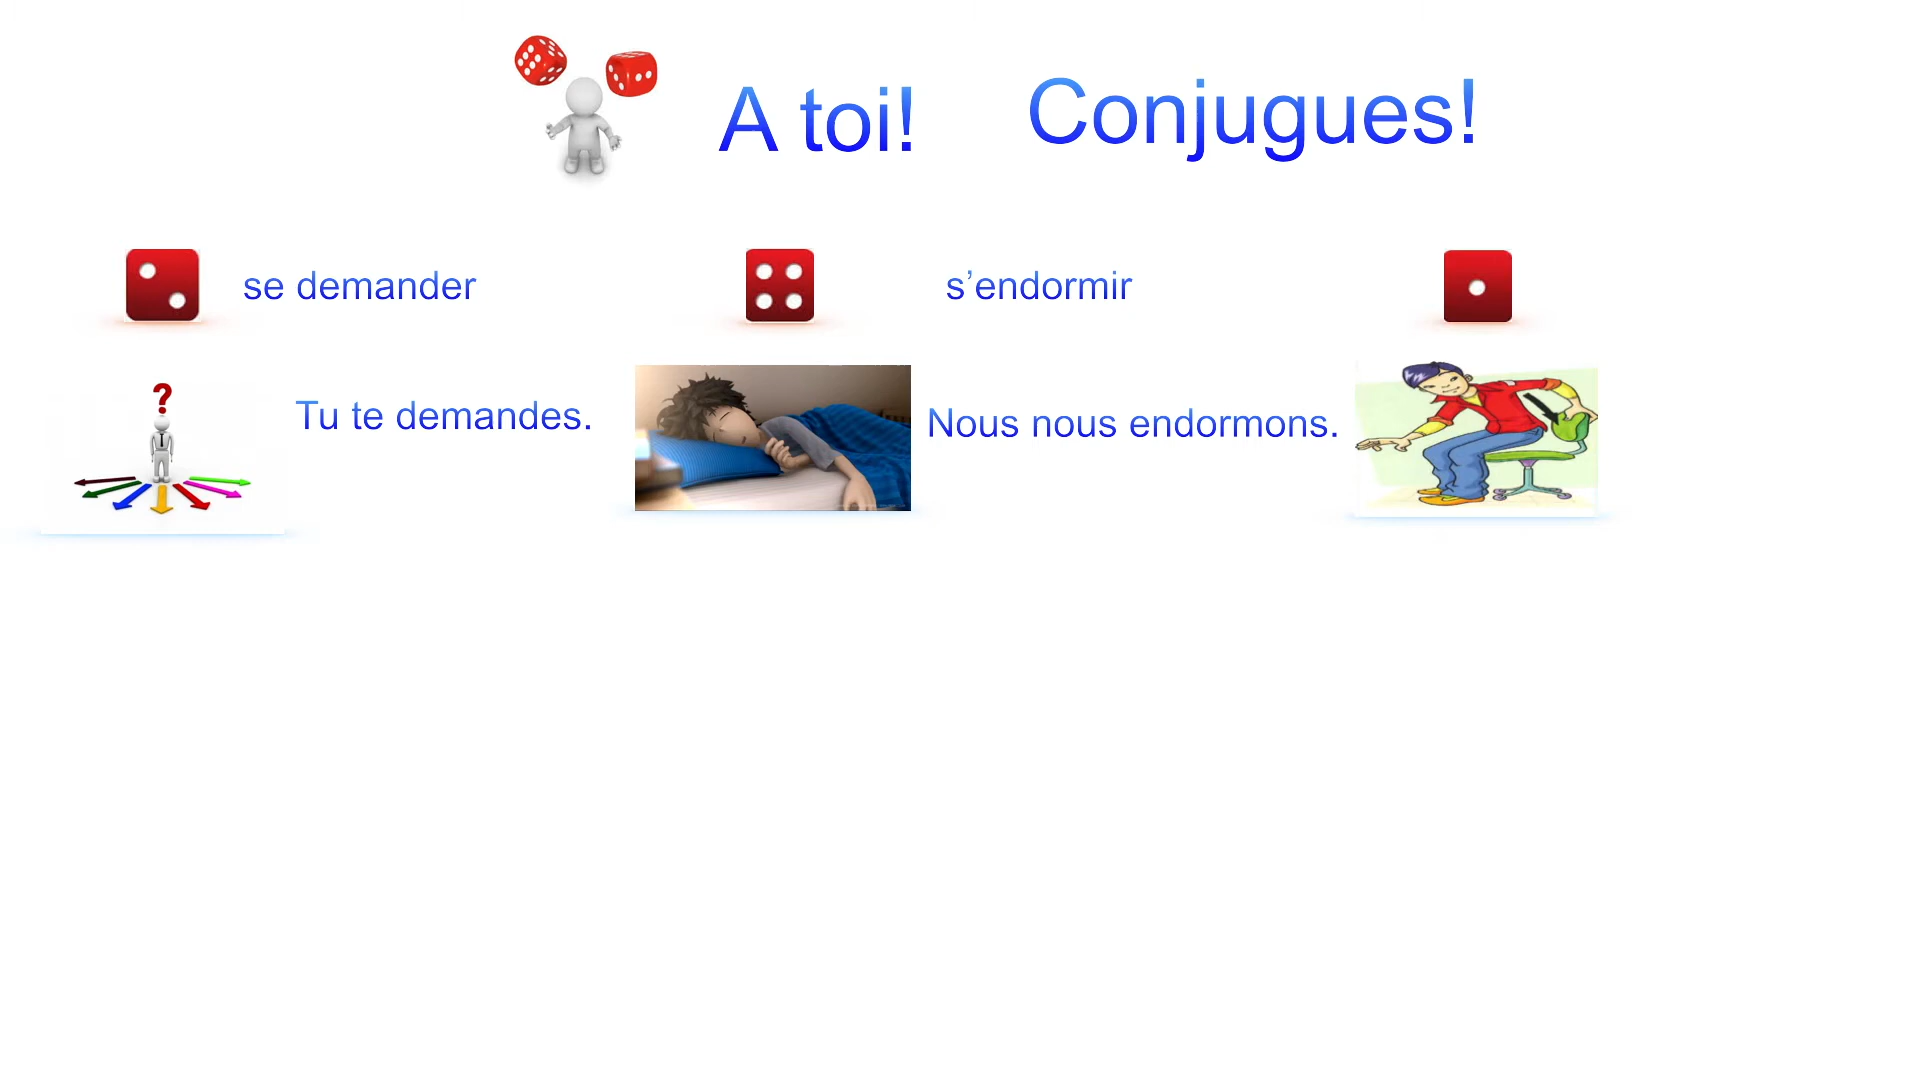 A toi!
Conjugues!
se demander
s’endormir
?
Tu te demandes.
Nous nous endormons.